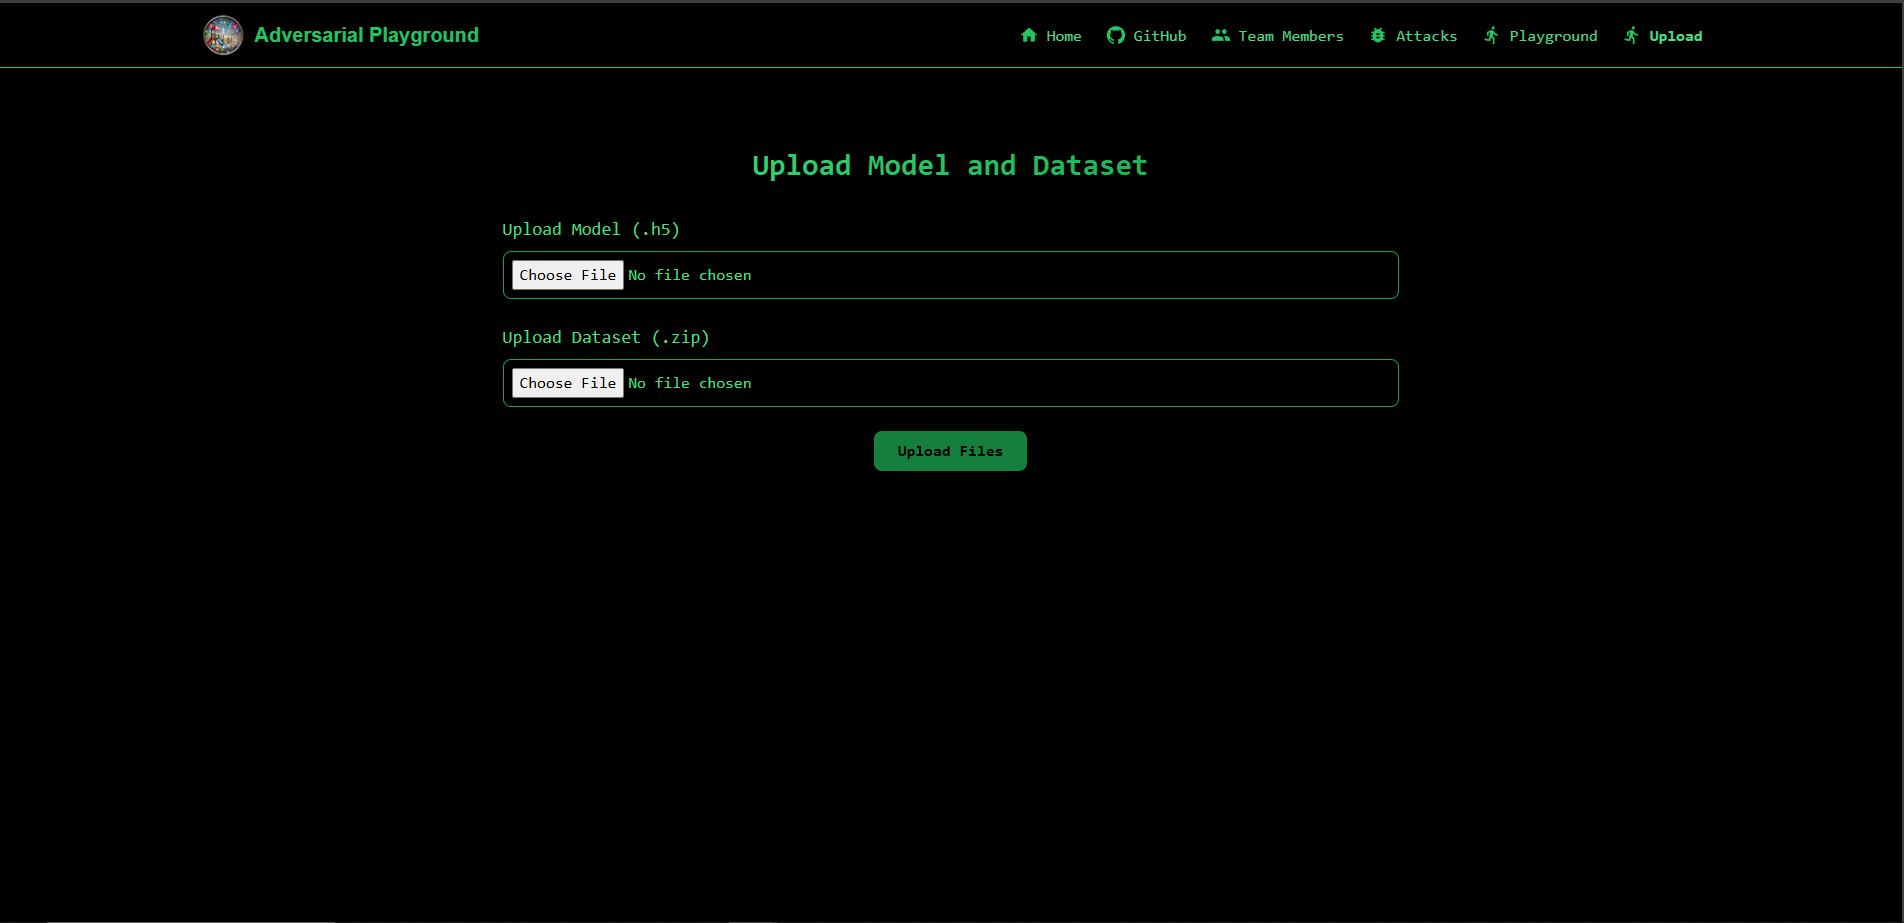 Adversarial Playground
Home GitHub Team Members Attacks Playground Upload
Upload Model and Dataset
Upload Model (.h5)
Choose File No file chosen
Upload Dataset (.zip)
Choose File No file chosen
Upload Files